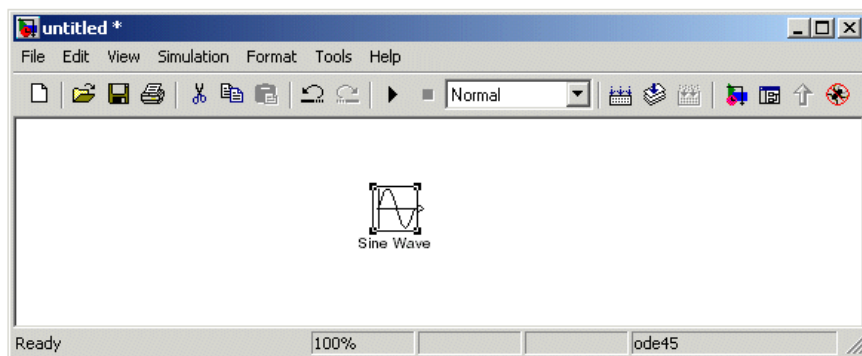 untitled *
File Edit View Simulation Format Tools Help
Normal
Sine Wave
Ready 100% ode45